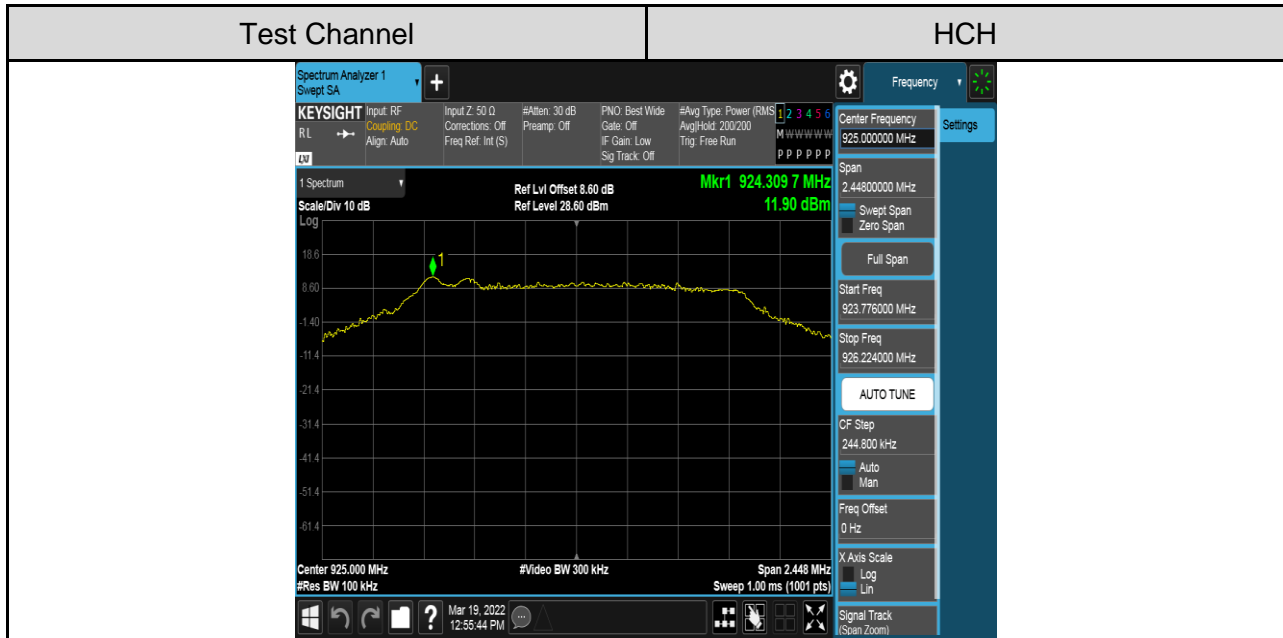 Test Channel HCH
Spectrum Analyzer 1
Swept SA
Frequency
KEYSIGHT
RL
LXI
Input: RF
Coupling: DC
Align: Auto
Input Z: 50 Ω
Corrections: Off
Freq Ref: Int (S)
#Atten: 30 dB
Preamp: Off
PNO: Best Wide
Gate: Off
IF Gain: Low
Sig Track: Off
#Avg Type: Power (RMS
Avg|Hold: 200/200
Trig: Free Run
1 2 3 4 5 6
M W W W W W
P P P P P P
1 Spectrum
Scale/Div 10 dB
Ref Lvl Offset 8.60 dB
Ref Level 28.60 dBm
Mkr1 924.309 7 MHz
11.90 dBm
Log
1
18.6
8.60
-1.40
-11.4
-21.4
-31.4
-41.4
-51.4
-61.4
Center 925.000 MHz
#Res BW 100 kHz
#Video BW 300 kHz
Span 2.448 MHz
Sweep 1.00 ms (1001 pts)
Mar 19, 2022
12:55:44 PM
Center Frequency
925.000000 MHz
Span
2.44800000 MHz
Swept Span
Zero Span
Full Span
Start Freq
923.776000 MHz
Stop Freq
926.224000 MHz
AUTO TUNE
CF Step
244.800 kHz
Auto
Man
Freq Offset
0 Hz
X Axis Scale
Log
Lin
Signal Track
(Span Zoom)
Settings